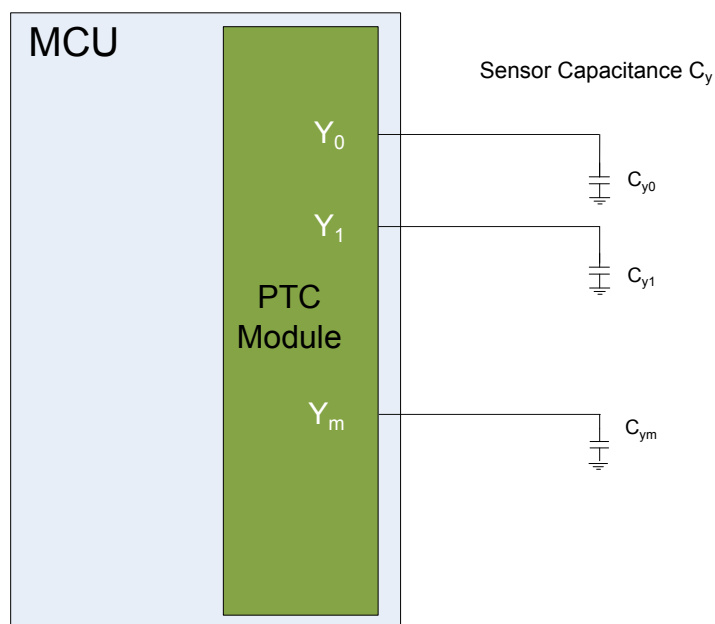 MCU
Sensor Capacitance Cy
Y0
Cy0
Y1
Cy1
PTC
Module
Ym
Cym